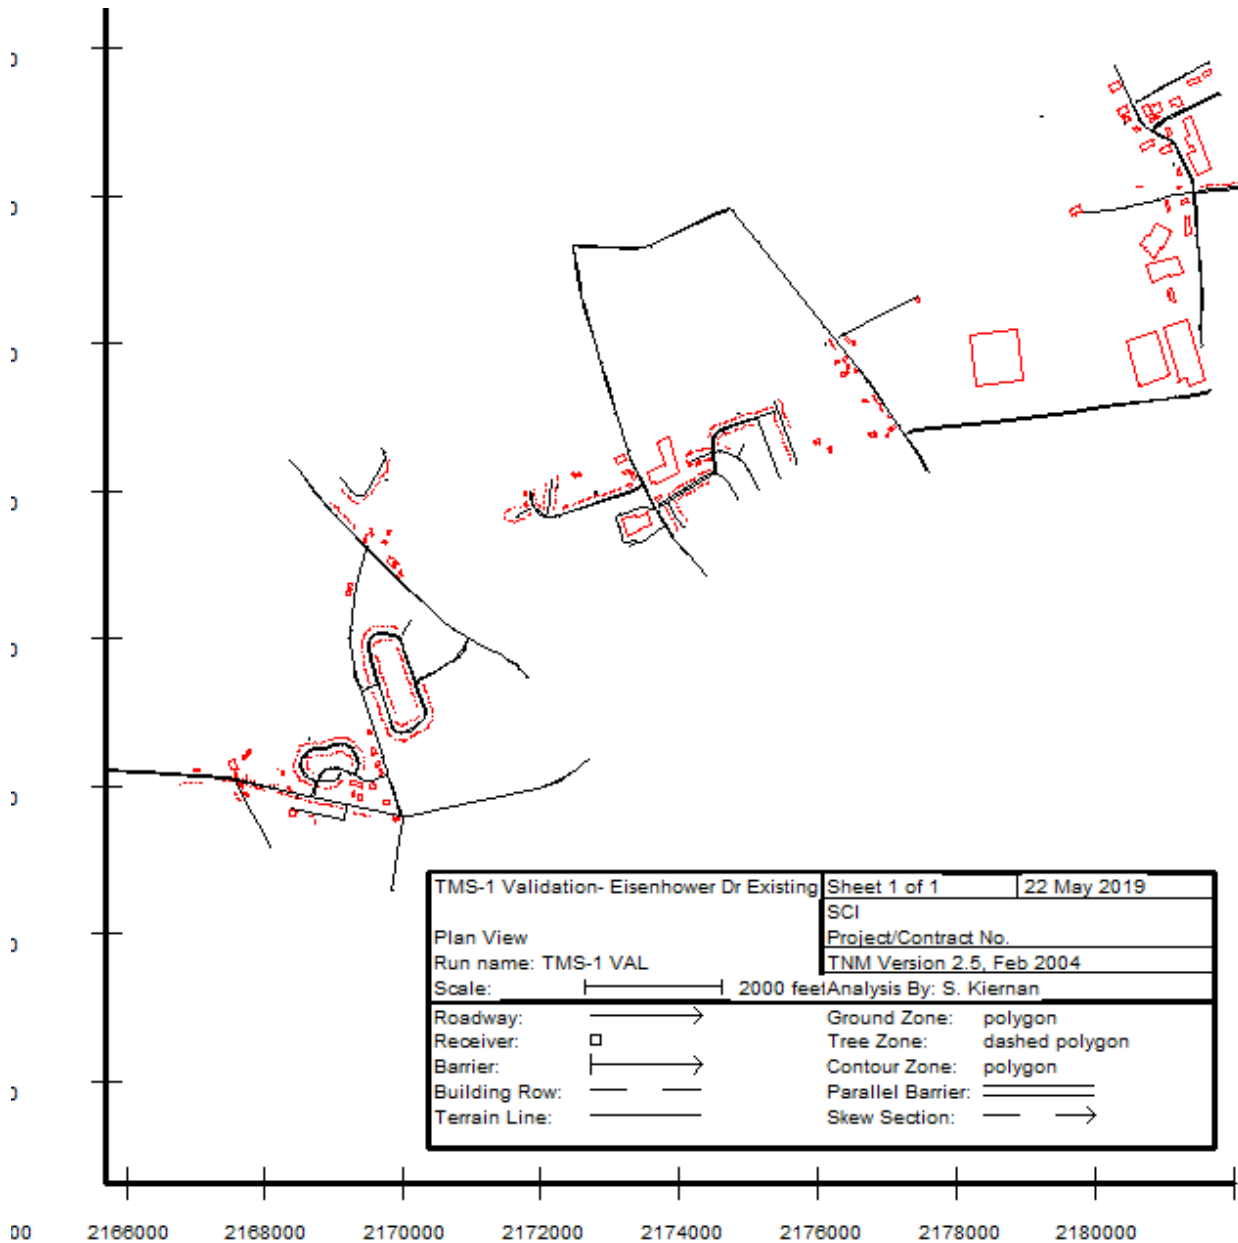 TMS-1 Validation- Eisenhower Dr Existing
Sheet 1 of 1
22 May 2019
SCI
Plan View
Project/Contract No.
Run name: TMS-1 VAL
TNM Version 2.5, Feb 2004
Scale: 2000 feet
Analysis By: S. Kiernan
Roadway:
Ground Zone: polygon
Receiver:
Tree Zone: dashed polygon
Barrier:
Contour Zone: polygon
Building Row:
Parallel Barrier:
Terrain Line:
Skew Section:
00 2166000 2168000 2170000 2172000 2174000 2176000 2178000 2180000